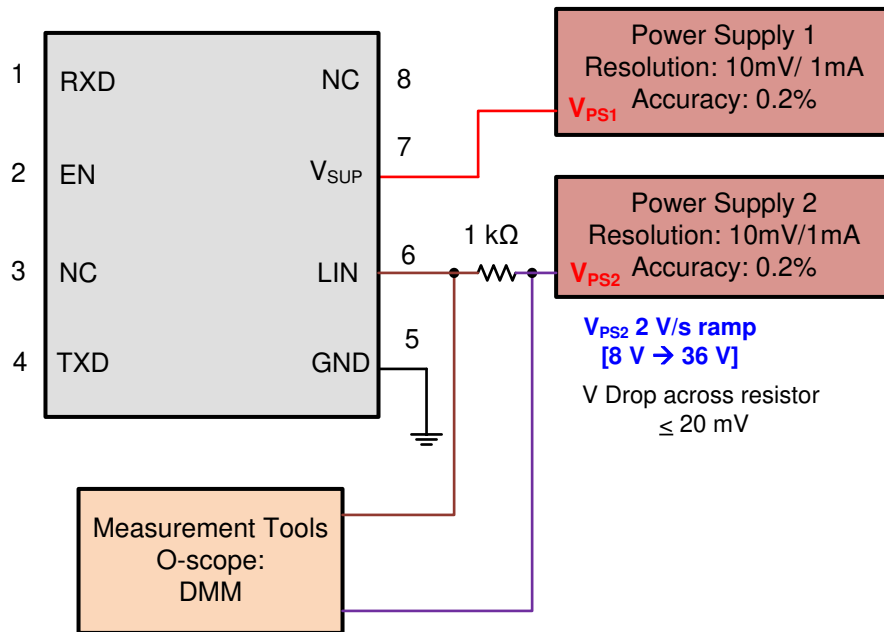 1 RXD NC 8
2 EN VSUP 7
3 NC LIN 6
4 TXD GND 5
1 kΩ
Power Supply 1
Resolution: 10mV/ 1mA
Accuracy: 0.2%
VPS1
Power Supply 2
Resolution: 10mV/1mA
Accuracy: 0.2%
VPS2
VPS2 2 V/s ramp
[8 V → 36 V]
V Drop across resistor
≤ 20 mV
Measurement Tools
O-scope:
DMM